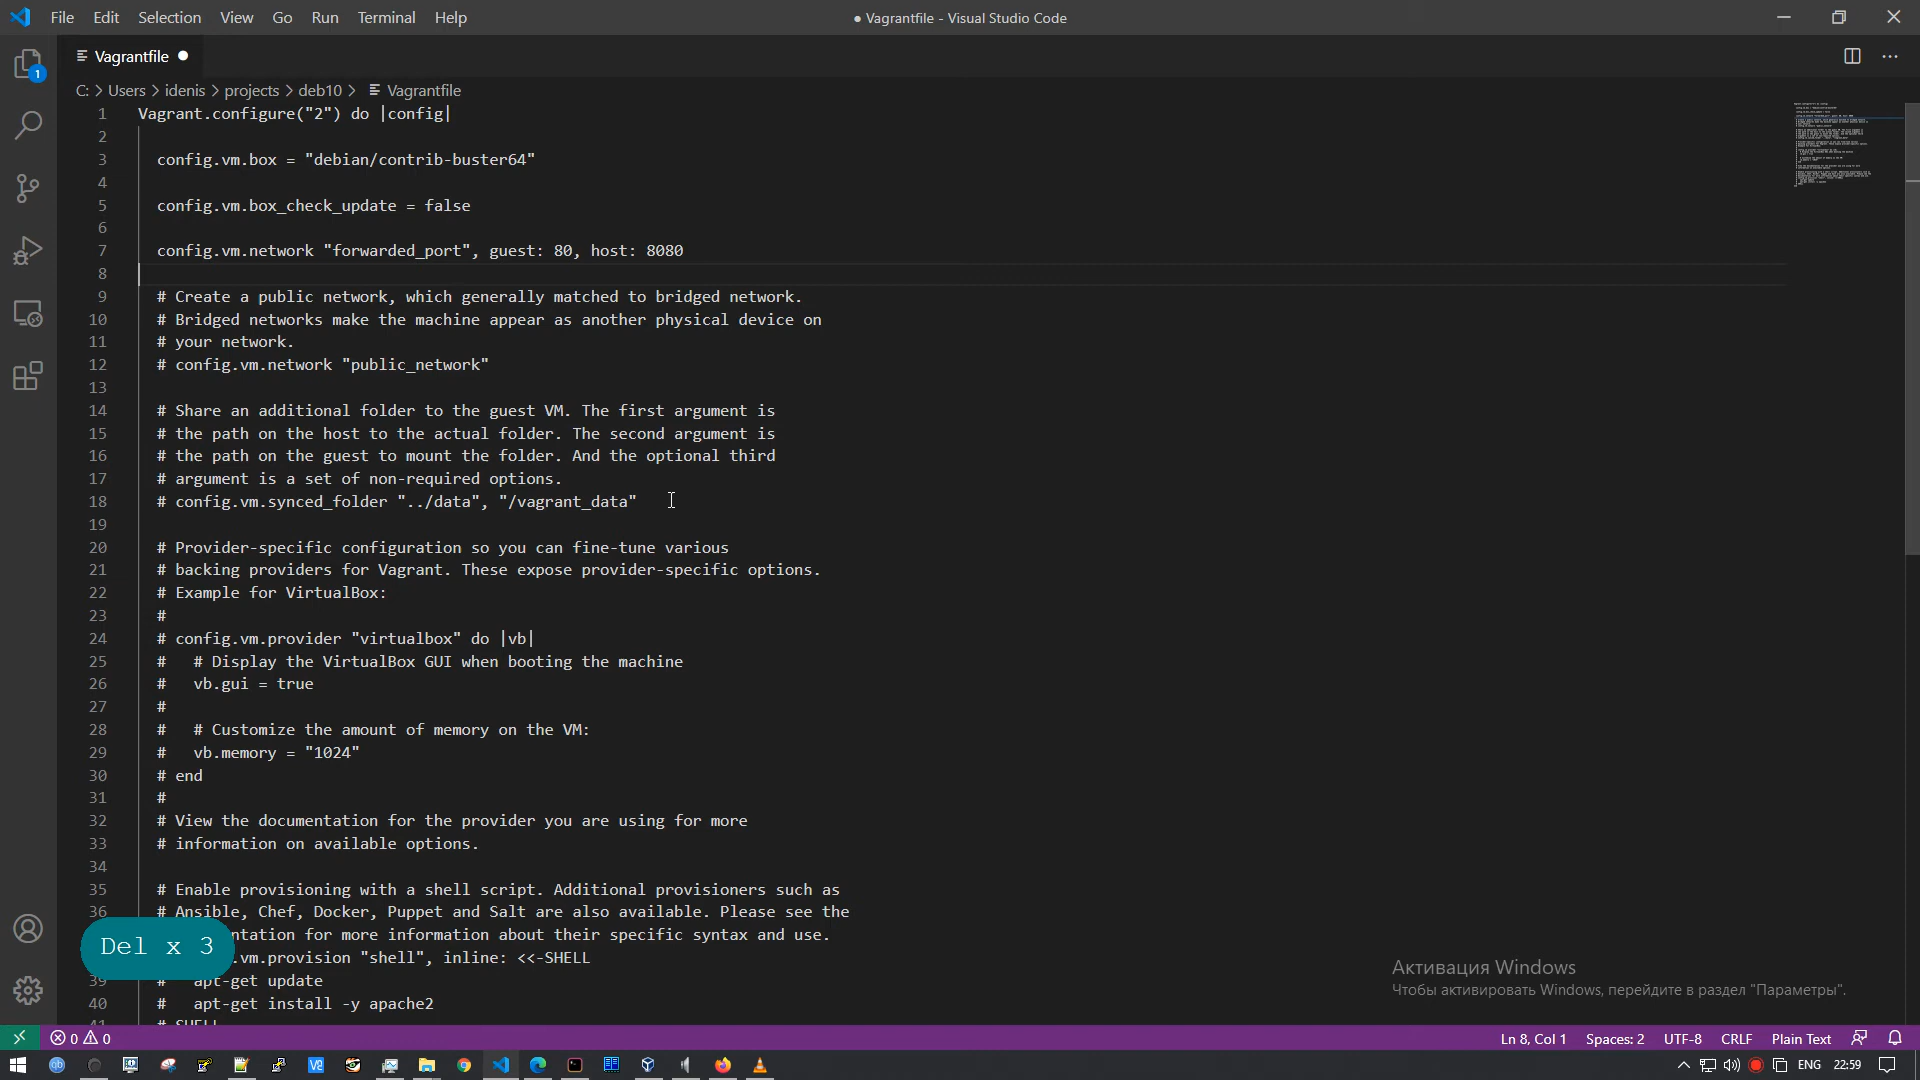 File Edit Selection View Go Run Terminal Help
● Vagrantfile - Visual Studio Code
1
Vagrantfile ●
C: > Users > idenis > projects > deb10 > Vagrantfile
1 Vagrant.configure("2") do |config|
2
3 config.vm.box = "debian/contrib-buster64"
4
5 config.vm.box_check_update = false
6
7 config.vm.network "forwarded_port", guest: 80, host: 8080
8
9 # Create a public network, which generally matched to bridged network.
10 # Bridged networks make the machine appear as another physical device on
11 # your network.
12 # config.vm.network "public_network"
13
14 # Share an additional folder to the guest VM. The first argument is
15 # the path on the host to the actual folder. The second argument is
16 # the path on the guest to mount the folder. And the optional third
17 # argument is a set of non-required options.
18 # config.vm.synced_folder "../data", "/vagrant_data"
19
20 # Provider-specific configuration so you can fine-tune various
21 # backing providers for Vagrant. These expose provider-specific options.
22 # Example for VirtualBox:
23 #
24 # config.vm.provider "virtualbox" do |vb|
25 #   # Display the VirtualBox GUI when booting the machine
26 #   vb.gui = true
27 #
28 #   # Customize the amount of memory on the VM:
29 #   vb.memory = "1024"
30 # end
31 #
32 # View the documentation for the provider you are using for more
33 # information on available options.
34
35 # Enable provisioning with a shell script. Additional provisioners such as
36 # Ansible, Chef, Docker, Puppet and Salt are also available. Please see the
ntation for more information about their specific syntax and use.
.vm.provision "shell", inline: <<-SHELL
39 #   apt-get update
40 #   apt-get install -y apache2
41 # SHELL
Del x 3
Активация Windows
Чтобы активировать Windows, перейдите в раздел "Параметры".
0 0
Ln 8, Col 1 Spaces: 2 UTF-8 CRLF Plain Text
ENG 22:59